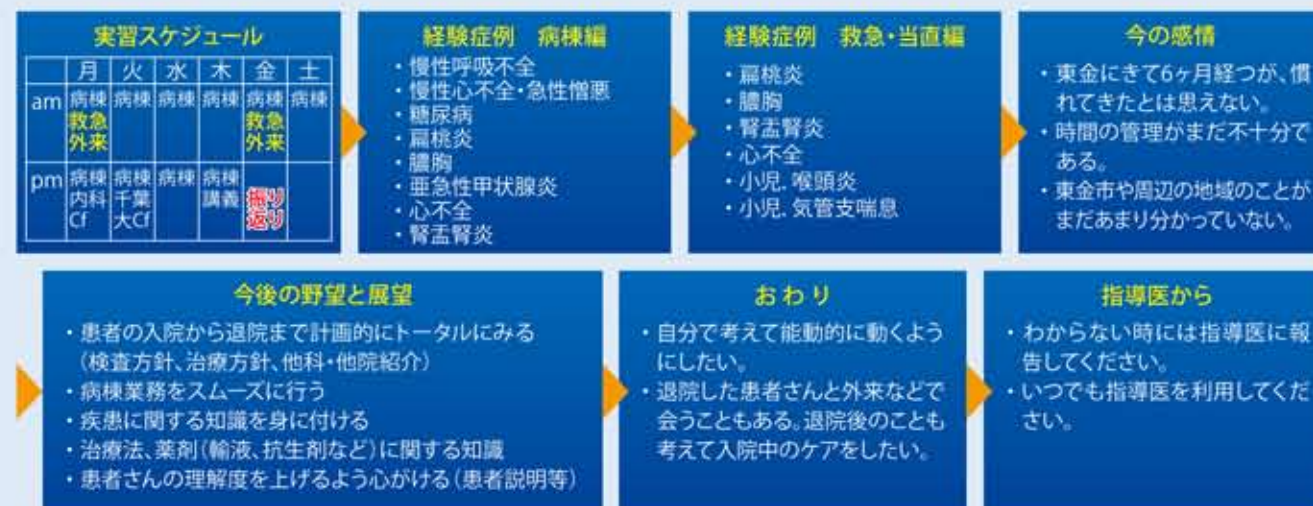 実習スケジュール
月 火 水 木 金 土
am 病棟 病棟 病棟 病棟 病棟 病棟
救急 救急
外来 外来
pm 病棟 病棟 病棟 病棟 振り
内科 千葉 講義 返り
Cf 大Cf
経験症例 病棟編
・慢性呼吸不全
・慢性心不全・急性憎悪
・糖尿病
・扁桃炎
・膿胸
・亜急性甲状腺炎
・心不全
・腎盂腎炎
経験症例 救急・当直編
・扁桃炎
・膿胸
・腎盂腎炎
・心不全
・小児. 喉頭炎
・小児. 気管支喘息
今の感情
・東金にきて6ヶ月経つが、慣
れてきたとは思えない。
・時間の管理がまだ不十分で
ある。
・東金市や周辺の地域のことが
まだあまり分かっていない。
今後の野望と展望
・患者の入院から退院まで計画的にトータルにみる
(検査方針、治療方針、他科・他院紹介)
・病棟業務をスムーズに行う
・疾患に関する知識を身に付ける
・治療法、薬剤(輸液、抗生剤など)に関する知識
・患者さんの理解度を上げるよう心がける(患者説明等)
おわり
・自分で考えて能動的に動くよう
にしたい。
・退院した患者さんと外来などで
会うこともある。退院後のことも
考えて入院中のケアをしたい。
指導医から
・わからない時には指導医に報
告してください。
・いつでも指導医を利用してくだ
さい。